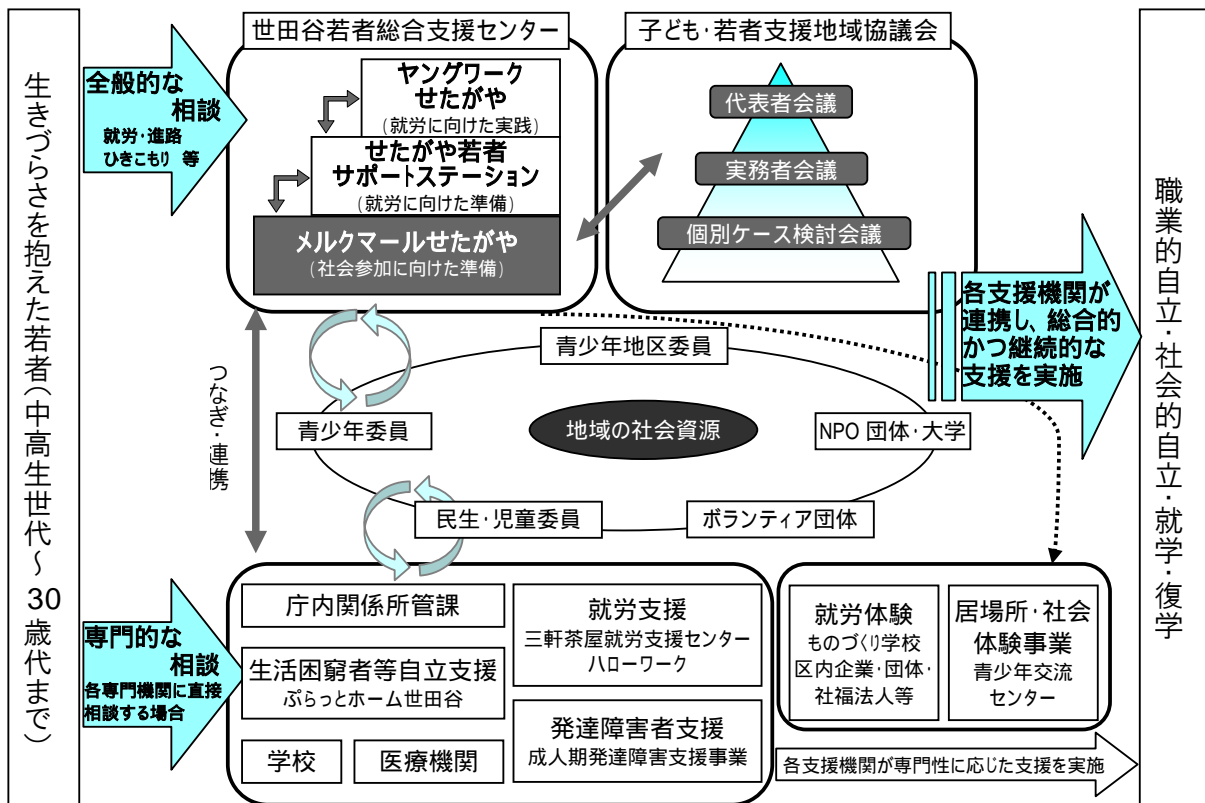 生きづらさを抱えた若者（中高生世代～30歳代まで）
全般的な
相談
就労・進路
ひきこもり 等
世田谷若者総合支援センター
ヤングワーク
せたがや
(就労に向けた実践)
せたがや若者
サポートステーション
(就労に向けた準備)
メルクマールせたがや
(社会参加に向けた準備)
子ども・若者支援地域協議会
代表者会議
実務者会議
個別ケース検討会議
各支援機関が
連携し、総合的
かつ継続的な
支援を実施
つなぎ・連携
青少年地区委員
青少年委員
地域の社会資源
NPO 団体・大学
民生・児童委員
ボランティア団体
専門的な
相談
各専門機関に直接
相談する場合
庁内関係所管課
生活困窮者等自立支援
ぷらっとホーム世田谷
学校
医療機関
就労支援
三軒茶屋就労支援センター
ハローワーク
発達障害者支援
成人期発達障害支援事業
就労体験
ものづくり学校
区内企業・団体・
社福法人等
居場所・社会
体験事業
青少年交流
センター
各支援機関が専門性に応じた支援を実施
職業的自立・社会的自立・就学・復学